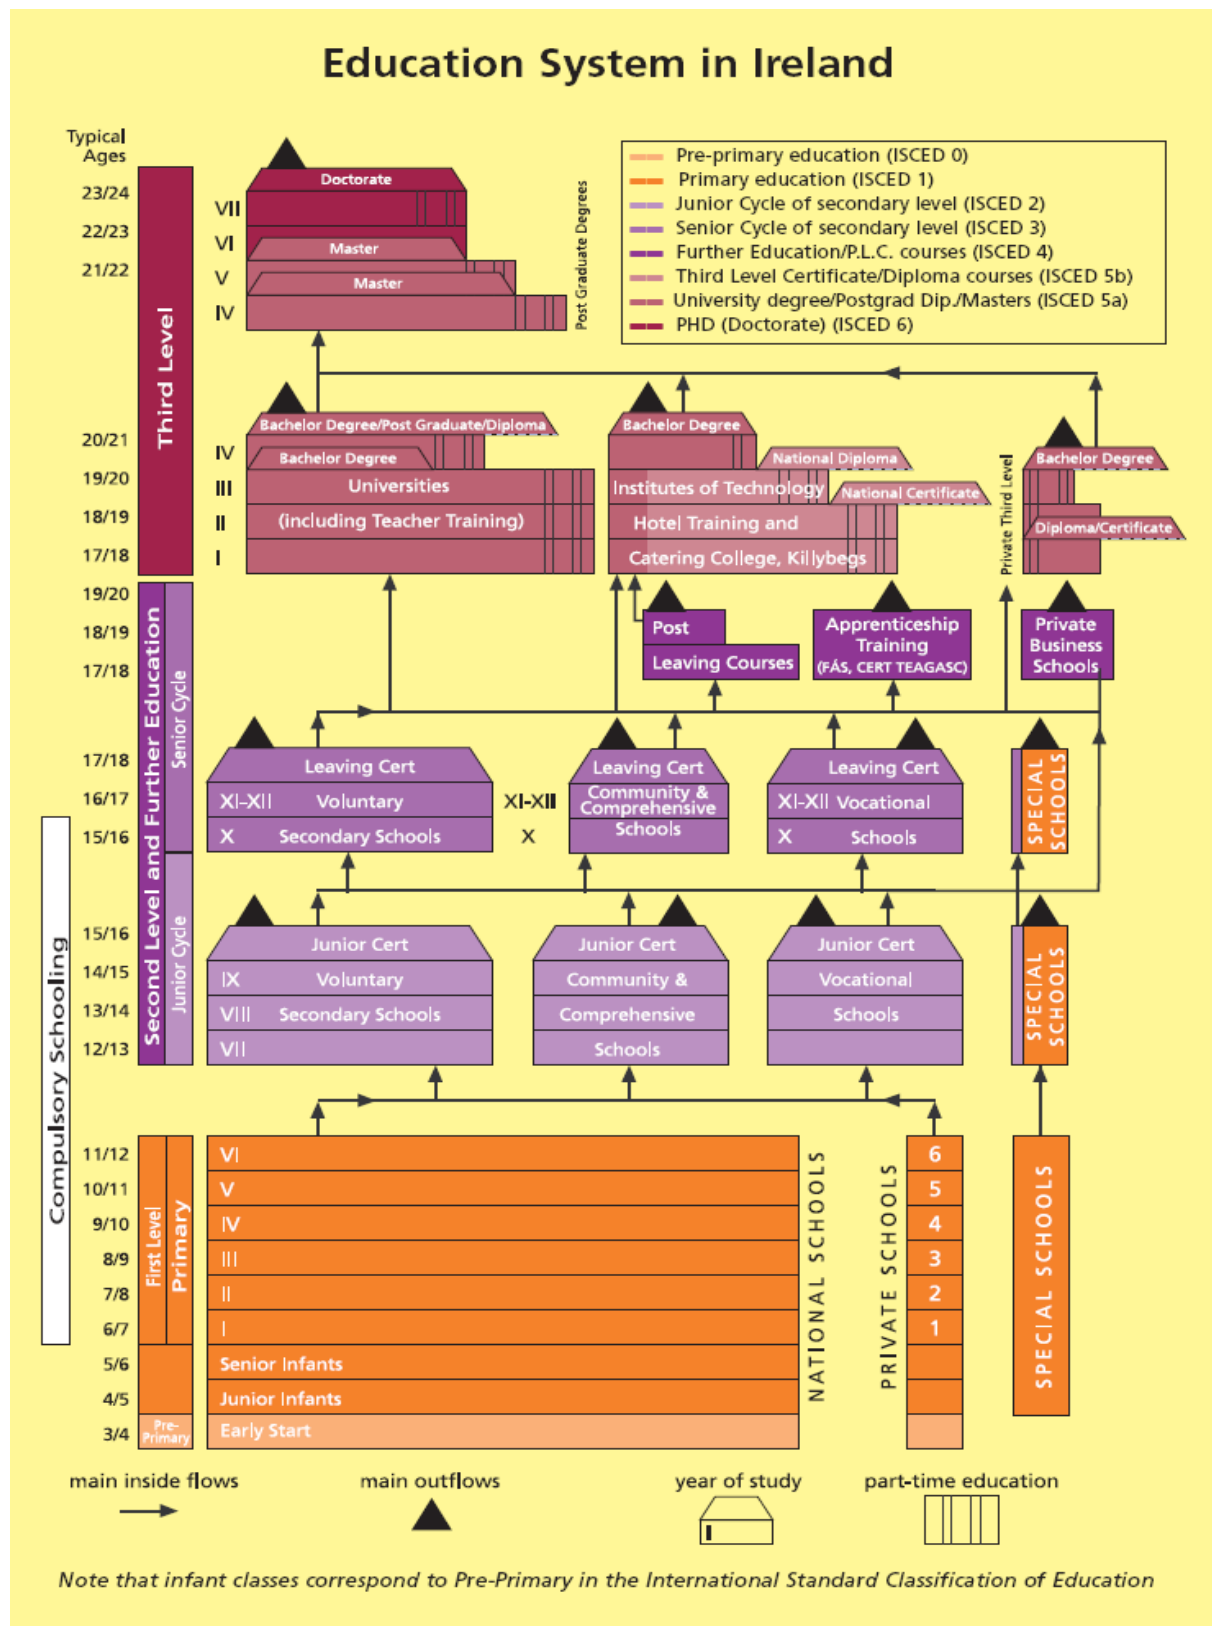 Education System in Ireland
Typical
Ages
23/24
22/23
21/22
20/21
19/20
18/19
17/18
19/20
18/19
17/18
17/18
16/17
15/16
15/16
14/15
13/14
12/13
11/12
10/11
9/10
8/9
7/8
6/7
5/6
4/5
3/4
Third Level
Second Level and Further Education
Senior Cycle
Junior Cycle
Compulsory Schooling
First Level
Primary
Pre-
Primary
Pre-primary education (ISCED 0)
Primary education (ISCED 1)
Junior Cycle of secondary level (ISCED 2)
Senior Cycle of secondary level (ISCED 3)
Further Education/P.L.C. courses (ISCED 4)
Third Level Certificate/Diploma courses (ISCED 5b)
University degree/Postgrad Dip./Masters (ISCED 5a)
PHD (Doctorate) (ISCED 6)
Doctorate
VII
VI
Master
V
Master
IV
Post Graduate Degrees
Bachelor Degree/Post Graduate/Diploma
IV
Bachelor Degree
III
Universities
II
(including Teacher Training)
I
Bachelor Degree
National Diploma
Institutes of Technology
National Certificate
Hotel Training and
Catering College, Killybegs
Private Third Level
Bachelor Degree
Diploma/Certificate
Post
Leaving Courses
Apprenticeship
Training
(FÁS, CERT TEAGASC)
Private
Business
Schools
Leaving Cert
XI-XII Voluntary
X Secondary Schools
XI-XII
X
Leaving Cert
Community &
Comprehensive
Schools
Leaving Cert
XI-XII Vocational
X Schools
SPECIAL
SCHOOLS
Junior Cert
IX Voluntary
VIII Secondary Schools
VII
Junior Cert
Community &
Comprehensive
Schools
Junior Cert
Vocational
Schools
SPECIAL
SCHOOLS
VI
V
IV
III
II
I
Senior Infants
Junior Infants
Early Start
NATIONAL SCHOOLS
PRIVATE SCHOOLS
6
5
4
3
2
1
SPECIAL SCHOOLS
main inside flows
main outflows
year of study
I
part-time education
Note that infant classes correspond to Pre-Primary in the International Standard Classification of Education